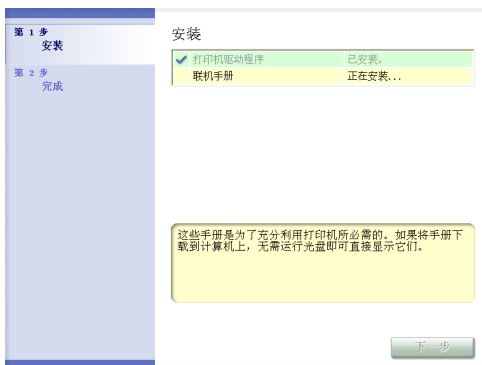 第 1 步
安装
第 2 步
完成
安装
打印机驱动程序 已安装。
联机手册 正在安装...
这些手册是为了充分利用打印机所必需的。如果将手册下
载到计算机上，无需运行光盘即可直接显示它们。
下一步